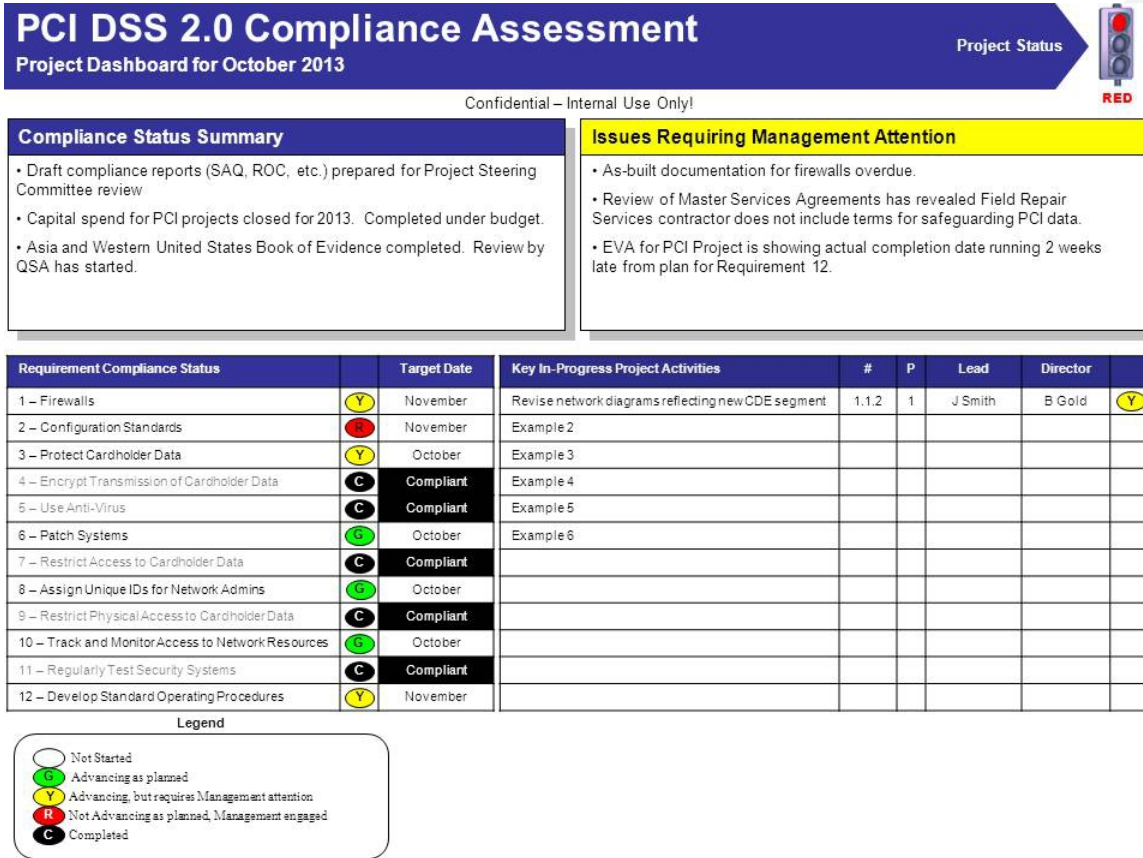 PCI DSS 2.0 Compliance Assessment
Project Dashboard for October 2013
Project Status
RED
Confidential – Internal Use Only!
Compliance Status Summary
• Draft compliance reports (SAQ, ROC, etc.) prepared for Project Steering
Committee review
• Capital spend for PCI projects closed for 2013. Completed under budget.
• Asia and Western United States Book of Evidence completed. Review by
QSA has started.
Issues Requiring Management Attention
• As-built documentation for firewalls overdue.
• Review of Master Services Agreements has revealed Field Repair
Services contractor does not include terms for safeguarding PCI data.
• EVA for PCI Project is showing actual completion date running 2 weeks
late from plan for Requirement 12.
Requirement Compliance Status Target Date
1 – Firewalls Y November
2 – Configuration Standards R November
3 – Protect Cardholder Data Y October
4 – Encrypt Transmission of Cardholder Data C Compliant
5 – Use Anti-Virus C Compliant
6 – Patch Systems G October
7 – Restrict Access to Cardholder Data C Compliant
8 – Assign Unique IDs for Network Admins G October
9 – Restrict Physical Access to Cardholder Data C Compliant
10 – Track and Monitor Access to Network Resources G October
11 – Regularly Test Security Systems C Compliant
12 – Develop Standard Operating Procedures Y November
Key In-Progress Project Activities # P Lead Director
Revise network diagrams reflecting new CDE segment 1.1.2 1 J Smith B Gold Y
Example 2
Example 3
Example 4
Example 5
Example 6
Legend
Not Started
G Advancing as planned
Y Advancing, but requires Management attention
R Not Advancing as planned, Management engaged
C Completed